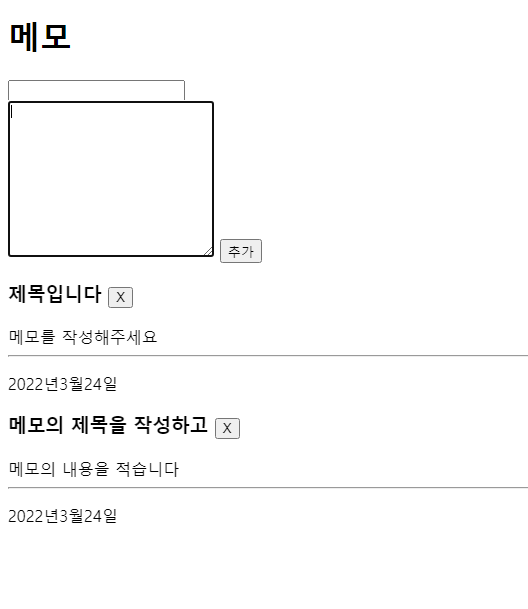 메모
추가
제목입니다 X
메모를 작성해주세요
2022년3월24일
메모의 제목을 작성하고 X
메모의 내용을 적습니다
2022년3월24일